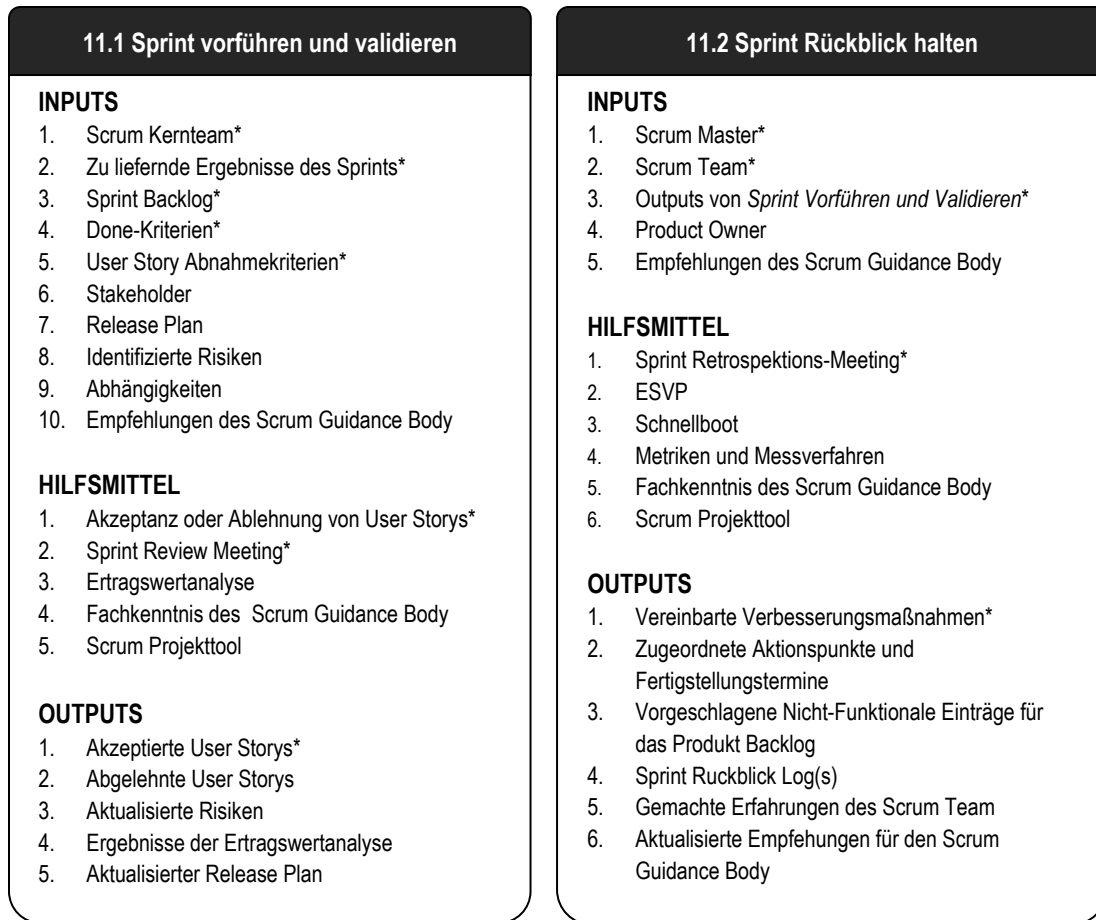 11.1 Sprint vorführen und validieren
INPUTS
1. Scrum Kernteam*
2. Zu liefernde Ergebnisse des Sprints*
3. Sprint Backlog*
4. Done-Kriterien*
5. User Story Abnahmekriterien*
6. Stakeholder
7. Release Plan
8. Identifizierte Risiken
9. Abhängigkeiten
10. Empfehlungen des Scrum Guidance Body
HILFSMITTEL
1. Akzeptanz oder Ablehnung von User Storys*
2. Sprint Review Meeting*
3. Ertragswertanalyse
4. Fachkenntnis des Scrum Guidance Body
5. Scrum Projekttool
OUTPUTS
1. Akzeptierte User Storys*
2. Abgelehnte User Storys
3. Aktualisierte Risiken
4. Ergebnisse der Ertragswertanalyse
5. Aktualisierter Release Plan
11.2 Sprint Rückblick halten
INPUTS
1. Scrum Master*
2. Scrum Team*
3. Outputs von Sprint Vorführen und Validieren*
4. Product Owner
5. Empfehlungen des Scrum Guidance Body
HILFSMITTEL
1. Sprint Retrospektions-Meeting*
2. ESVP
3. Schnellboot
4. Metriken und Messverfahren
5. Fachkenntnis des Scrum Guidance Body
6. Scrum Projekttool
OUTPUTS
1. Vereinbarte Verbesserungsmaßnahmen*
2. Zugeordnete Aktionspunkte und
Fertigstellungstermine
3. Vorgeschlagene Nicht-Funktionale Einträge für
das Produkt Backlog
4. Sprint Ruckblick Log(s)
5. Gemachte Erfahrungen des Scrum Team
6. Aktualisierte Empfehungen für den Scrum
Guidance Body